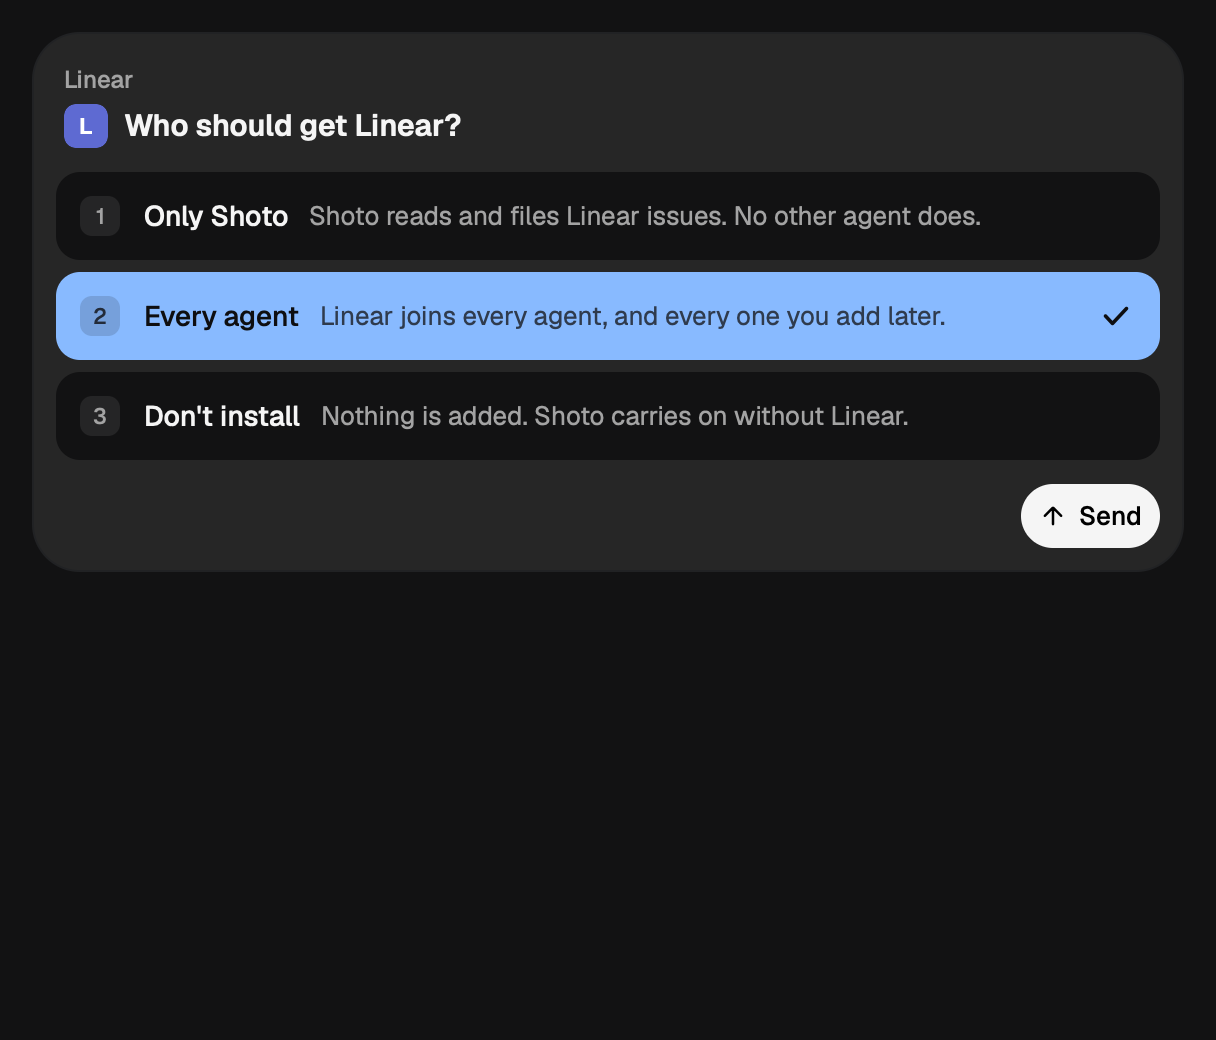 Linear
L Who should get Linear?
1 Only Shoto Shoto reads and files Linear issues. No other agent does.
2 Every agent Linear joins every agent, and every one you add later.
3 Don't install Nothing is added. Shoto carries on without Linear.
Send